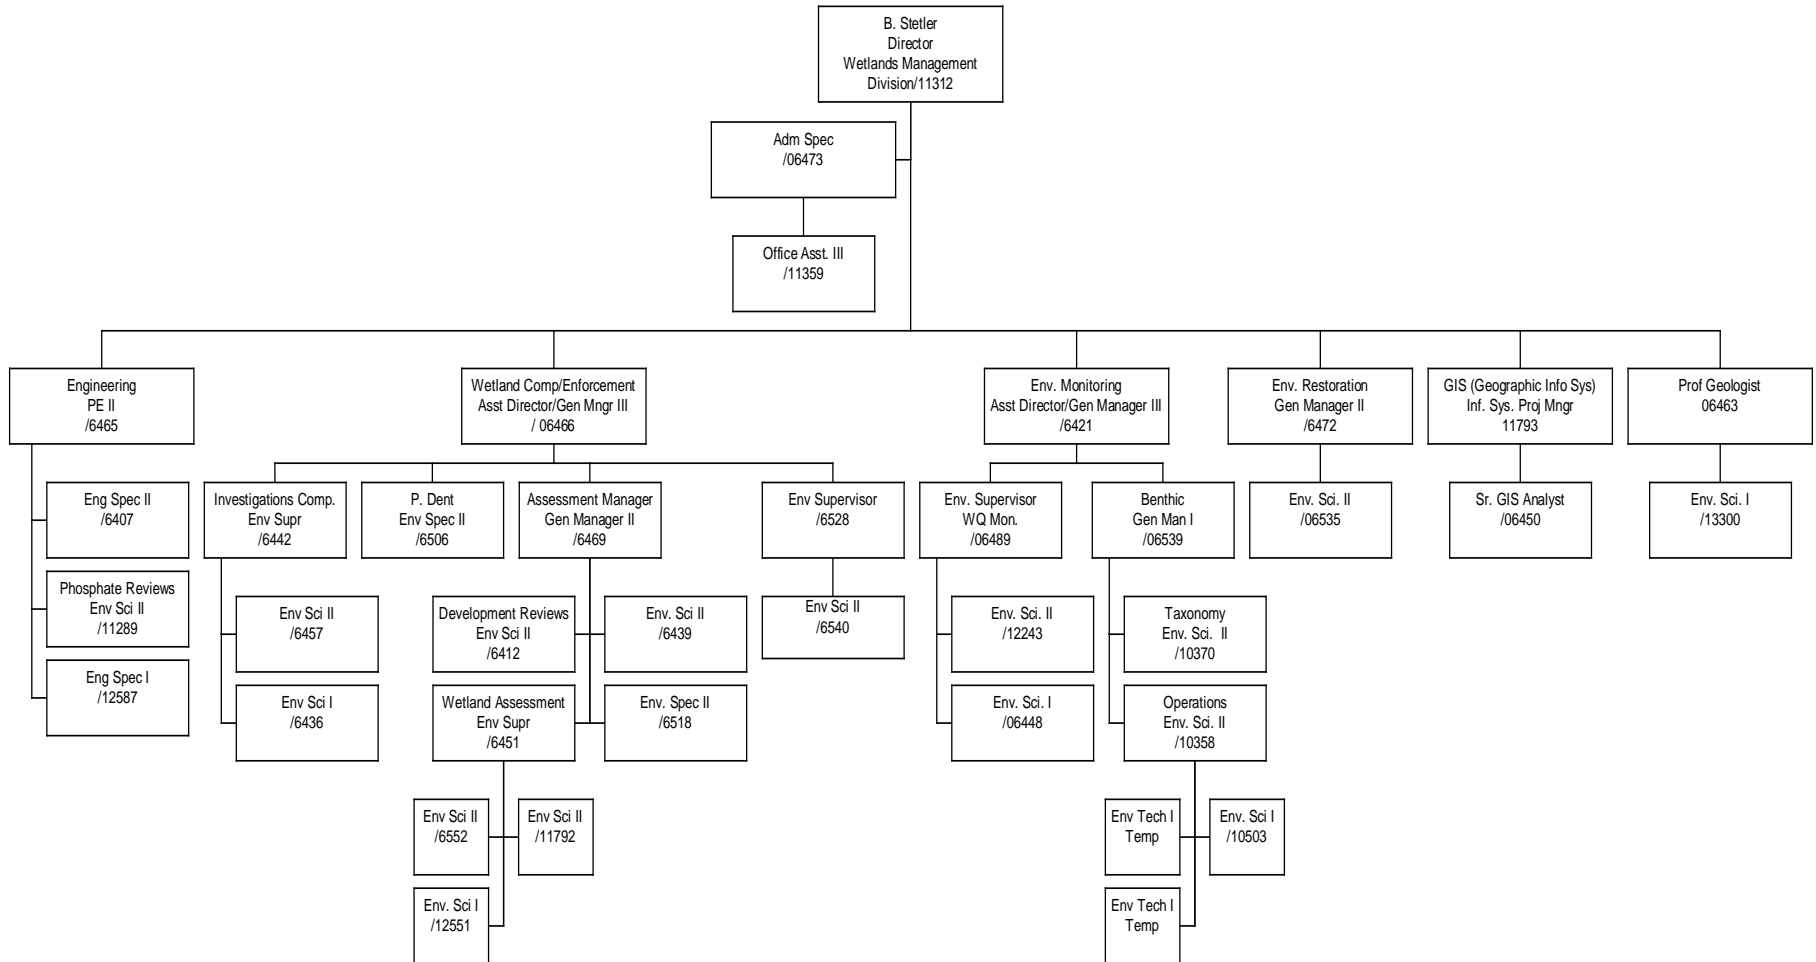 B. Stetler
Director
Wetlands Management
Division/11312
Adm Spec
/06473
Office Asst. III
/11359
Engineering
PE II
/6465
Wetland Comp/Enforcement
Asst Director/Gen Mngr III
/ 06466
Env. Monitoring
Asst Director/Gen Manager III
/6421
Env. Restoration
Gen Manager II
/6472
GIS (Geographic Info Sys)
Inf. Sys. Proj Mngr
11793
Prof Geologist
06463
Eng Spec II
/6407
Investigations Comp.
Env Supr
/6442
P. Dent
Env Spec II
/6506
Assessment Manager
Gen Manager II
/6469
Env Supervisor
/6528
Env. Supervisor
WQ Mon.
/06489
Benthic
Gen Man I
/06539
Env. Sci. II
/06535
Sr. GIS Analyst
/06450
Env. Sci. I
/13300
Phosphate Reviews
Env Sci II
/11289
Env Sci II
/6457
Development Reviews
Env Sci II
/6412
Env. Sci II
/6439
Env Sci II
/6540
Env. Sci. II
/12243
Taxonomy
Env. Sci. II
/10370
Eng Spec I
/12587
Env Sci I
/6436
Wetland Assessment
Env Supr
/6451
Env. Spec II
/6518
Env. Sci. I
/06448
Operations
Env. Sci. II
/10358
Env Sci II
/6552
Env Sci II
/11792
Env Tech I
Temp
Env. Sci I
/10503
Env. Sci I
/12551
Env Tech I
Temp